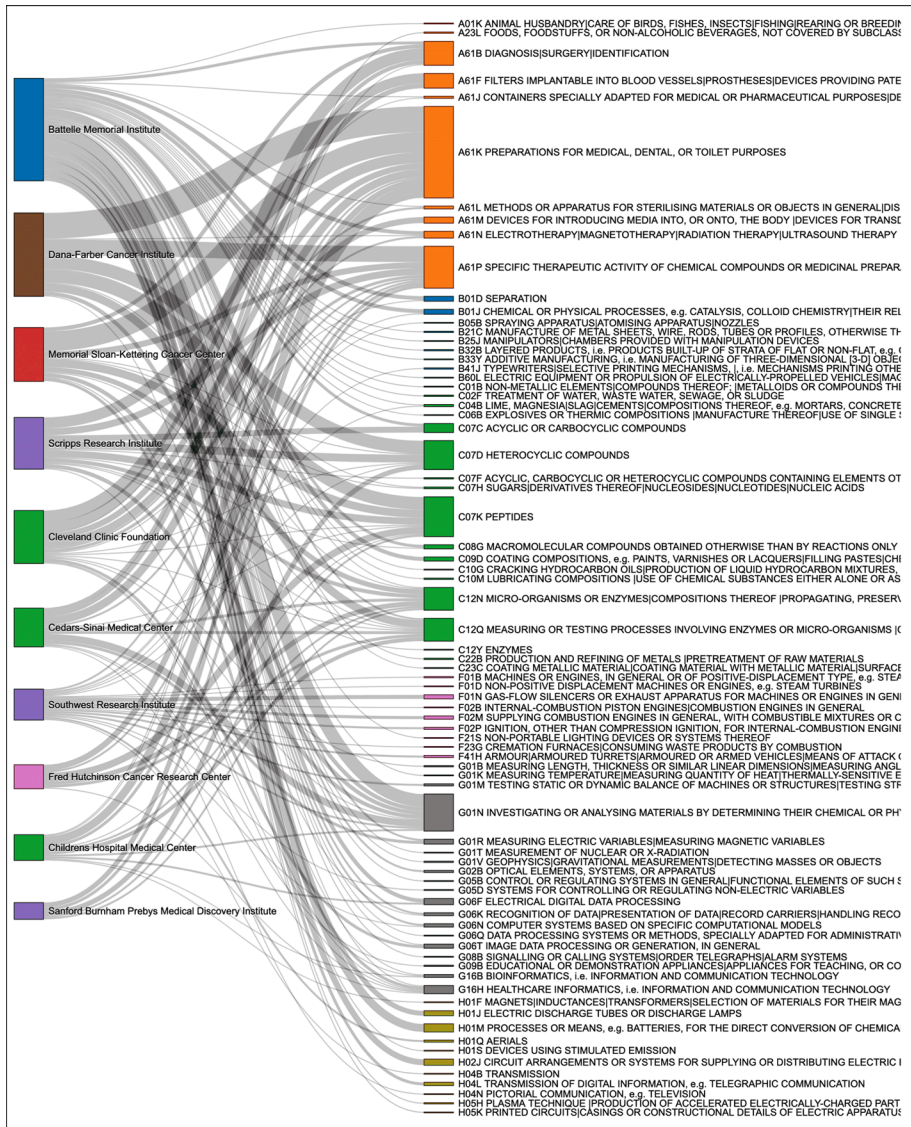 Battelle Memorial Institute
Dana-Farber Cancer Institute
Memorial Sloan-Kettering Cancer Center
Scripps Research Institute
Cleveland Clinic Foundation
Cedars-Sinai Medical Center
Southwest Research Institute
Fred Hutchinson Cancer Research Center
Childrens Hospital Medical Center
Sanford Burnham Prebys Medical Discovery Institute
A01K ANIMAL HUSBANDRY|CARE OF BIRDS, FISHES, INSECTS|FISHING|REARING OR BREEDIN
A23L FOODS, FOODSTUFFS, OR NON-ALCOHOLIC BEVERAGES, NOT COVERED BY SUBCLAS
A61B DIAGNOSIS|SURGERY|IDENTIFICATION
A61F FILTERS IMPLANTABLE INTO BLOOD VESSELS|PROSTHESES|DEVICES PROVIDING PATE
A61J CONTAINERS SPECIALLY ADAPTED FOR MEDICAL OR PHARMACEUTICAL PURPOSES|DE
A61K PREPARATIONS FOR MEDICAL, DENTAL, OR TOILET PURPOSES
A61L METHODS OR APPARATUS FOR STERILISING MATERIALS OR OBJECTS IN GENERAL|DIS
A61M DEVICES FOR INTRODUCING MEDIA INTO, OR ONTO, THE BODY |DEVICES FOR TRANSD
A61N ELECTROTHERAPY|MAGNETOTHERAPY|RADIATION THERAPY|ULTRASOUND THERAPY
A61P SPECIFIC THERAPEUTIC ACTIVITY OF CHEMICAL COMPOUNDS OR MEDICINAL PREPAR
B01D SEPARATION
B01J CHEMICAL OR PHYSICAL PROCESSES, e.g. CATALYSIS, COLLOID CHEMISTRY|THEIR REL
B05B SPRAYING APPARATUS|ATOMISING APPARATUS|NOZZLES
B21C MANUFACTURE OF METAL SHEETS, WIRE, RODS, TUBES OR PROFILES, OTHERWISE TH
B25J MANIPULATORS|CHAMBERS PROVIDED WITH MANIPULATION DEVICES
B32B LAYERED PRODUCTS, i.e. PRODUCTS BUILT-UP OF STRATA OF FLAT OR NON-FLAT, e.g. C
B33Y ADDITIVE MANUFACTURING, i.e. MANUFACTURING OF THREE-DIMENSIONAL [3-D] OBJEC
B41J TYPEWRITERS|SELECTIVE PRINTING MECHANISMS, |, i.e. MECHANISMS PRINTING OTHE
B60L ELECTRIC EQUIPMENT OR PROPULSION OF ELECTRICALLY-PROPELLED VEHICLES|MAG
C01B NON-METALLIC ELEMENTS|COMPOUNDS THEREOF; |METALLOIDS OR COMPOUNDS THE
C02F TREATMENT OF WATER, WASTE WATER, SEWAGE, OR SLUDGE
C04B LIME, MAGNESIA|SLAG|CEMENTS|COMPOSITIONS THEREOF, e.g. MORTARS, CONCRETE
C06B EXPLOSIVES OR THERMIC COMPOSITIONS |MANUFACTURE THEREOF|USE OF SINGLE S
C07C ACYCLIC OR CARBOCYCLIC COMPOUNDS
C07D HETEROCYCLIC COMPOUNDS
C07F ACYCLIC, CARBOCYCLIC OR HETEROCYCLIC COMPOUNDS CONTAINING ELEMENTS OT
C07H SUGARS|DERIVATIVES THEREOF|NUCLEOSIDES|NUCLEOTIDES|NUCLEIC ACIDS
C07K PEPTIDES
C08G MACROMOLECULAR COMPOUNDS OBTAINED OTHERWISE THAN BY REACTIONS ONLY
C09D COATING COMPOSITIONS, e.g. PAINTS, VARNISHES OR LACQUERS|FILLING PASTES|CHE
C10G CRACKING HYDROCARBON OILS|PRODUCTION OF LIQUID HYDROCARBON MIXTURES,
C10M LUBRICATING COMPOSITIONS |USE OF CHEMICAL SUBSTANCES EITHER ALONE OR AS
C12N MICRO-ORGANISMS OR ENZYMES|COMPOSITIONS THEREOF |PROPAGATING, PRESERV
C12Q MEASURING OR TESTING PROCESSES INVOLVING ENZYMES OR MICRO-ORGANISMS |C
C12Y ENZYMES
C22B PRODUCTION AND REFINING OF METALS |PRETREATMENT OF RAW MATERIALS
C23C COATING METALLIC MATERIAL|COATING MATERIAL WITH METALLIC MATERIAL|SURFACE
F01B MACHINES OR ENGINES, IN GENERAL OR OF POSITIVE-DISPLACEMENT TYPE, e.g. STEA
F01D NON-POSITIVE DISPLACEMENT MACHINES OR ENGINES, e.g. STEAM TURBINES
F01N GAS-FLOW SILENCERS OR EXHAUST APPARATUS FOR MACHINES OR ENGINES IN GENE
F02B INTERNAL-COMBUSTION PISTON ENGINES|COMBUSTION ENGINES IN GENERAL
F02M SUPPLYING COMBUSTION ENGINES IN GENERAL, WITH COMBUSTIBLE MIXTURES OR C
F02P IGNITION, OTHER THAN COMPRESSION IGNITION, FOR INTERNAL-COMBUSTION ENGINE
F21S NON-PORTABLE LIGHTING DEVICES OR SYSTEMS THEREOF
F23G CREMATION FURNACES|CONSUMING WASTE PRODUCTS BY COMBUSTION
F41H ARMOUR|ARMOURED TURRETS|ARMOURED OR ARMED VEHICLES|MEANS OF ATTACK O
G01B MEASURING LENGTH, THICKNESS OR SIMILAR LINEAR DIMENSIONS|MEASURING ANGL
G01K MEASURING TEMPERATURE|MEASURING QUANTITY OF HEAT|THERMALLY-SENSITIVE E
G01M TESTING STATIC OR DYNAMIC BALANCE OF MACHINES OR STRUCTURES|TESTING STR
G01N INVESTIGATING OR ANALYSING MATERIALS BY DETERMINING THEIR CHEMICAL OR PHY
G01R MEASURING ELECTRIC VARIABLES|MEASURING MAGNETIC VARIABLES
G01T MEASUREMENT OF NUCLEAR OR X-RADIATION
G01V GEOPHYSICS|GRAVITATIONAL MEASUREMENTS|DETECTING MASSES OR OBJECTS
G02B OPTICAL ELEMENTS, SYSTEMS, OR APPARATUS
G05B CONTROL OR REGULATING SYSTEMS IN GENERAL|FUNCTIONAL ELEMENTS OF SUCH S
G05D SYSTEMS FOR CONTROLLING OR REGULATING NON-ELECTRIC VARIABLES
G06F ELECTRICAL DIGITAL DATA PROCESSING
G06K RECOGNITION OF DATA|PRESENTATION OF DATA|RECORD CARRIERS|HANDLING RECO
G06N COMPUTER SYSTEMS BASED ON SPECIFIC COMPUTATIONAL MODELS
G06Q DATA PROCESSING SYSTEMS OR METHODS, SPECIALLY ADAPTED FOR ADMINISTRATIV
G06T IMAGE DATA PROCESSING OR GENERATION, IN GENERAL
G08B SIGNALLING OR CALLING SYSTEMS|ORDER TELEGRAPHS|ALARM SYSTEMS
G09B EDUCATIONAL OR DEMONSTRATION APPLIANCES|APPLIANCES FOR TEACHING, OR CO
G16B BIOINFORMATICS, i.e. INFORMATION AND COMMUNICATION TECHNOLOGY
G16H HEALTHCARE INFORMATICS, i.e. INFORMATION AND COMMUNICATION TECHNOLOGY
H01F MAGNETS|INDUCTANCES|TRANSFORMERS|SELECTION OF MATERIALS FOR THEIR MAG
H01J ELECTRIC DISCHARGE TUBES OR DISCHARGE LAMPS
H01M PROCESSES OR MEANS, e.g. BATTERIES, FOR THE DIRECT CONVERSION OF CHEMICA
H01Q AERIALS
H01S DEVICES USING STIMULATED EMISSION
H02J CIRCUIT ARRANGEMENTS OR SYSTEMS FOR SUPPLYING OR DISTRIBUTING ELECTRIC
H04B TRANSMISSION
H04L TRANSMISSION OF DIGITAL INFORMATION, e.g. TELEGRAPHIC COMMUNICATION
H04N PICTORIAL COMMUNICATION, e.g. TELEVISION
H05H PLASMA TECHNIQUE |PRODUCTION OF ACCELERATED ELECTRICALLY-CHARGED PART
H05K PRINTED CIRCUITS|CASINGS OR CONSTRUCTIONAL DETAILS OF ELECTRIC APPARATUS